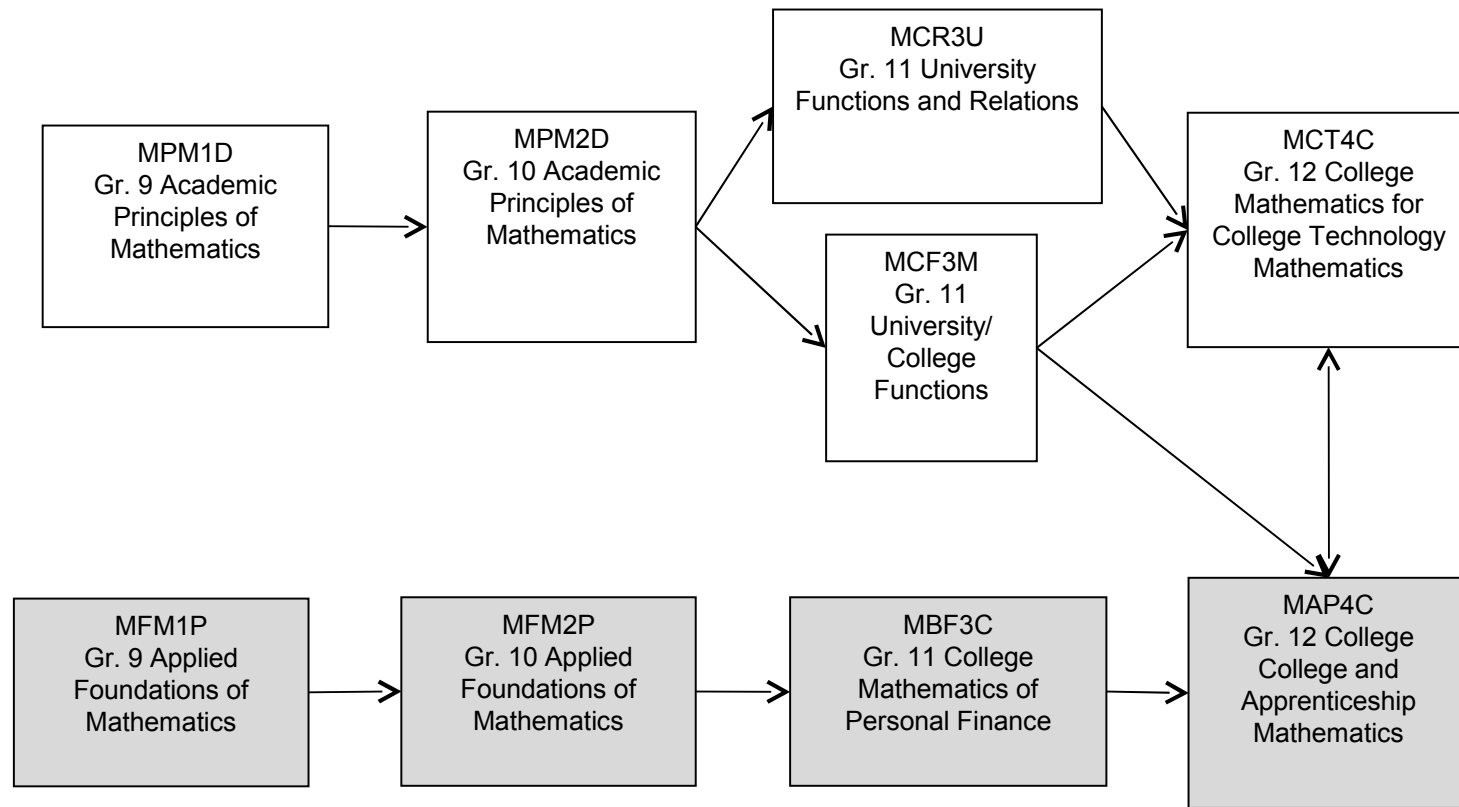 MPM1D
Gr. 9 Academic
Principles of
Mathematics
MPM2D
Gr. 10 Academic
Principles of
Mathematics
MCR3U
Gr. 11 University
Functions and Relations
MCF3M
Gr. 11
University/
College
Functions
MCT4C
Gr. 12 College
Mathematics for
College Technology
Mathematics
MFM1P
Gr. 9 Applied
Foundations of
Mathematics
MFM2P
Gr. 10 Applied
Foundations of
Mathematics
MBF3C
Gr. 11 College
Mathematics of
Personal Finance
MAP4C
Gr. 12 College
College and
Apprenticeship
Mathematics